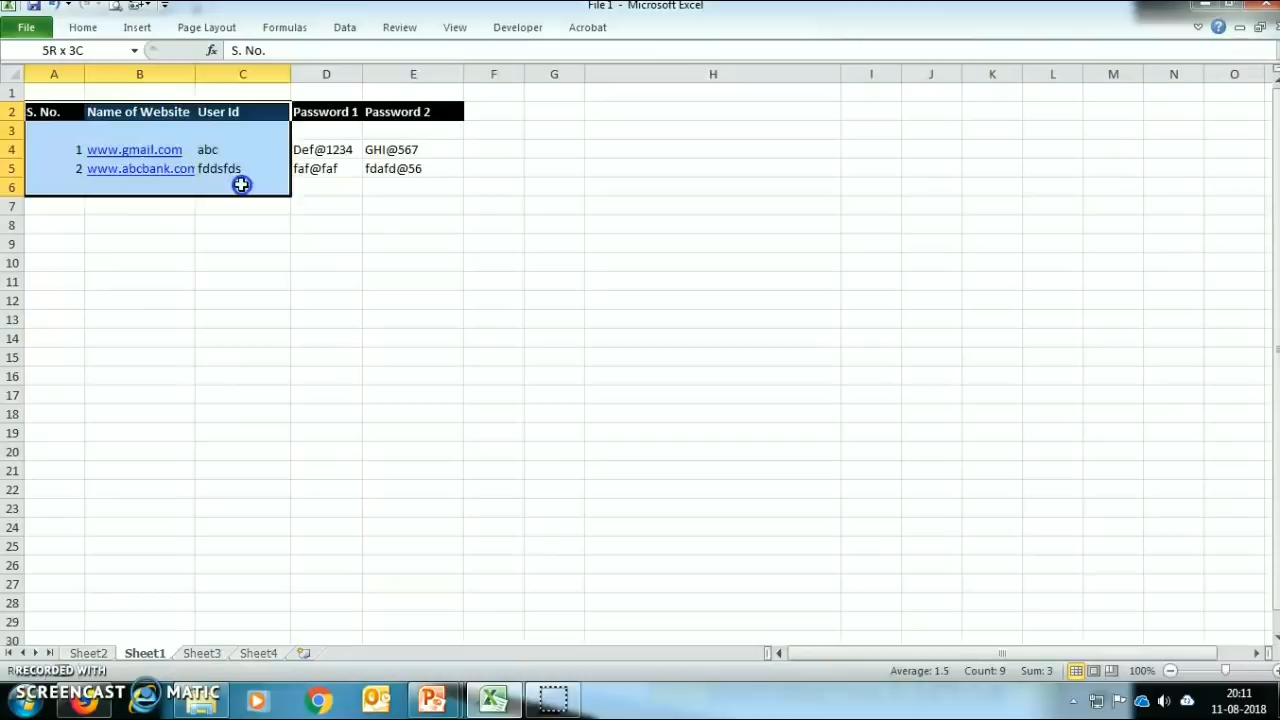 File 1 - Microsoft Excel
File Home Insert Page Layout Formulas Data Review View Developer Acrobat
5R x 3C fx S. No.
A B C D E F G H I J K L M N O
1
2 S. No. Name of Website User Id Password 1 Password 2
3
4 1 www.gmail.com abc Def@1234 GHI@567
5 2 www.abcbank.com fddsfds faf@faf fdafd@56
6
7
8
9
10
11
12
13
14
15
16
17
18
19
20
21
22
23
24
25
26
27
28
29
30
Sheet2 Sheet1 Sheet3 Sheet4
RECORDED WITH Average: 1.5 Count: 9 Sum: 3 100%
SCREENCAST MATIC
20:11
11-08-2018